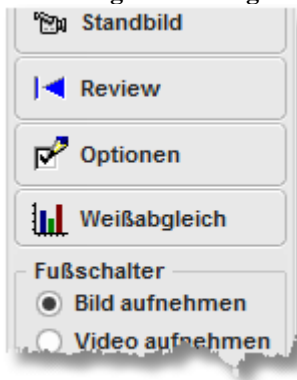 Standbild
Review
Optionen
Weißabgleich
Fußschalter
Bild aufnehmen
Video aufnehmen